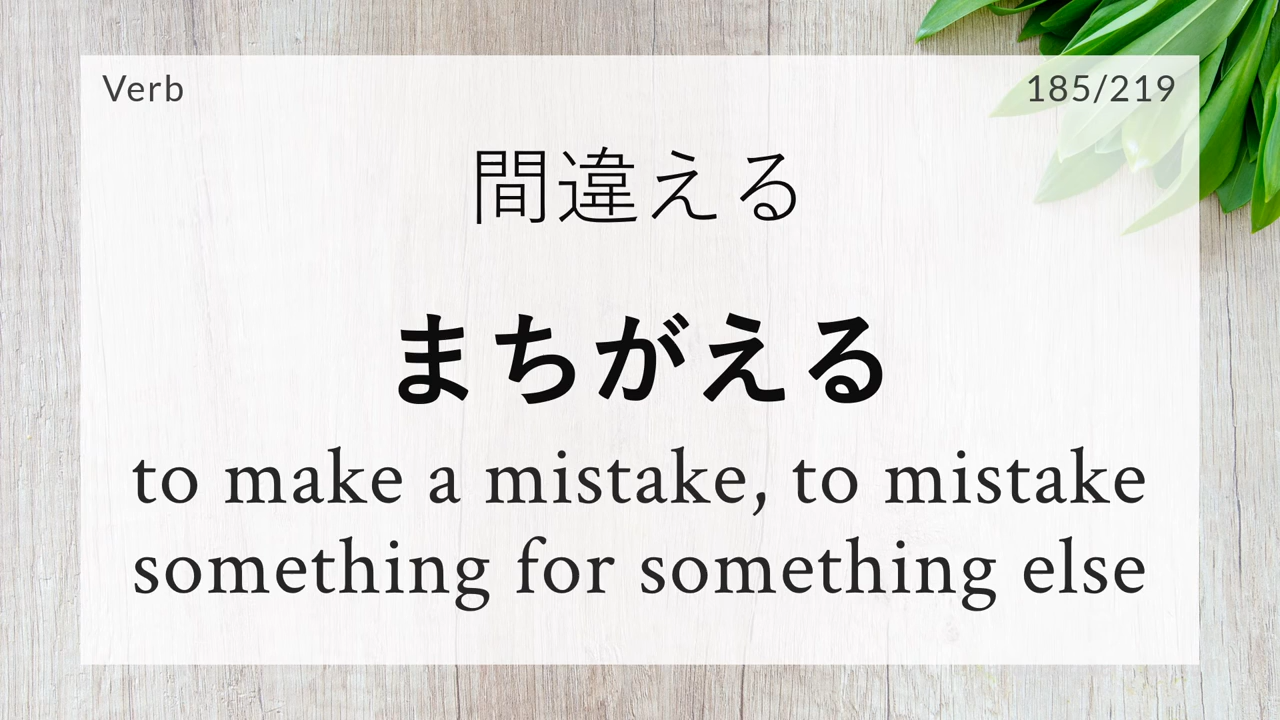 Verb
185/219
間違える
まちがえる
to make a mistake, to mistake
something for something else